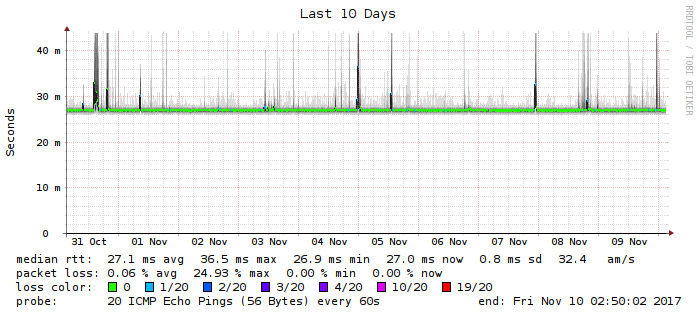 Last 10 Days
RRDTOOL / TOBI OETIKER
Seconds
40 m
30 m
20 m
10 m
0
31 Oct 01 Nov 02 Nov 03 Nov 04 Nov 05 Nov 06 Nov 07 Nov 08 Nov 09 Nov
median rtt: 27.1 ms avg 36.5 ms max 26.9 ms min 27.0 ms now 0.8 ms sd 32.4 am/s
packet loss: 0.06 % avg 24.93 % max 0.00 % min 0.00 % now
loss color: 0 1/20 2/20 3/20 4/20 10/20 19/20
probe: 20 ICMP Echo Pings (56 Bytes) every 60s end: Fri Nov 10 02:50:02 2017